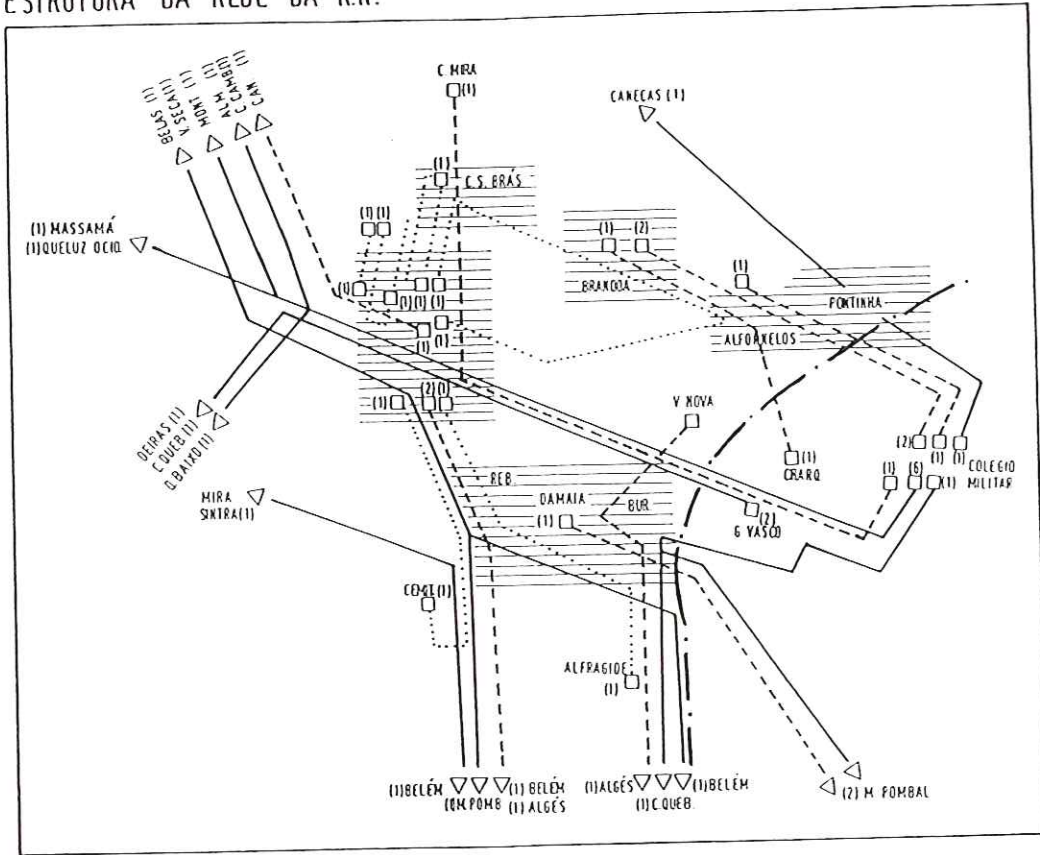 ESTRUTURA DA REDE DA R.N.
BELAS (1)
V. SECA (1)
MONT (1)
AL M
C CAMB (1)
CAN (1)
C. MIRA
(1)
CANECAS (1)
(1)
C.S. BRÁS
(1) MASSAMÁ
(1) QUELUZ OCID.
(1) (1)
(1) (2)
BRANDOA
(1)
PONTINHA
(1)
(1) (1) (1)
(1)
(1)
ALFORNELOS
(1)
(2) (1)
V. NOVA
OEIRAS (1)
C QUEB (1)
Q. BAIXO (1)
(1)
CRARQ
(2)
(1) (1)
COLEGIO
MILITAR
(1) (6) (1)
REB.
MIRA
SINTRA (1)
DAMAIA
(1)
BUR.
(2)
G VASCO
CEMIT (1)
ALFRAGIDE
(1)
(1) BELÉM
(1) M. POMB
(1) BELÉM
(1) ALGÉS
(1) ALGÉS
(1) C. QUEB.
(1) BELÉM
(2) M. POMBAL